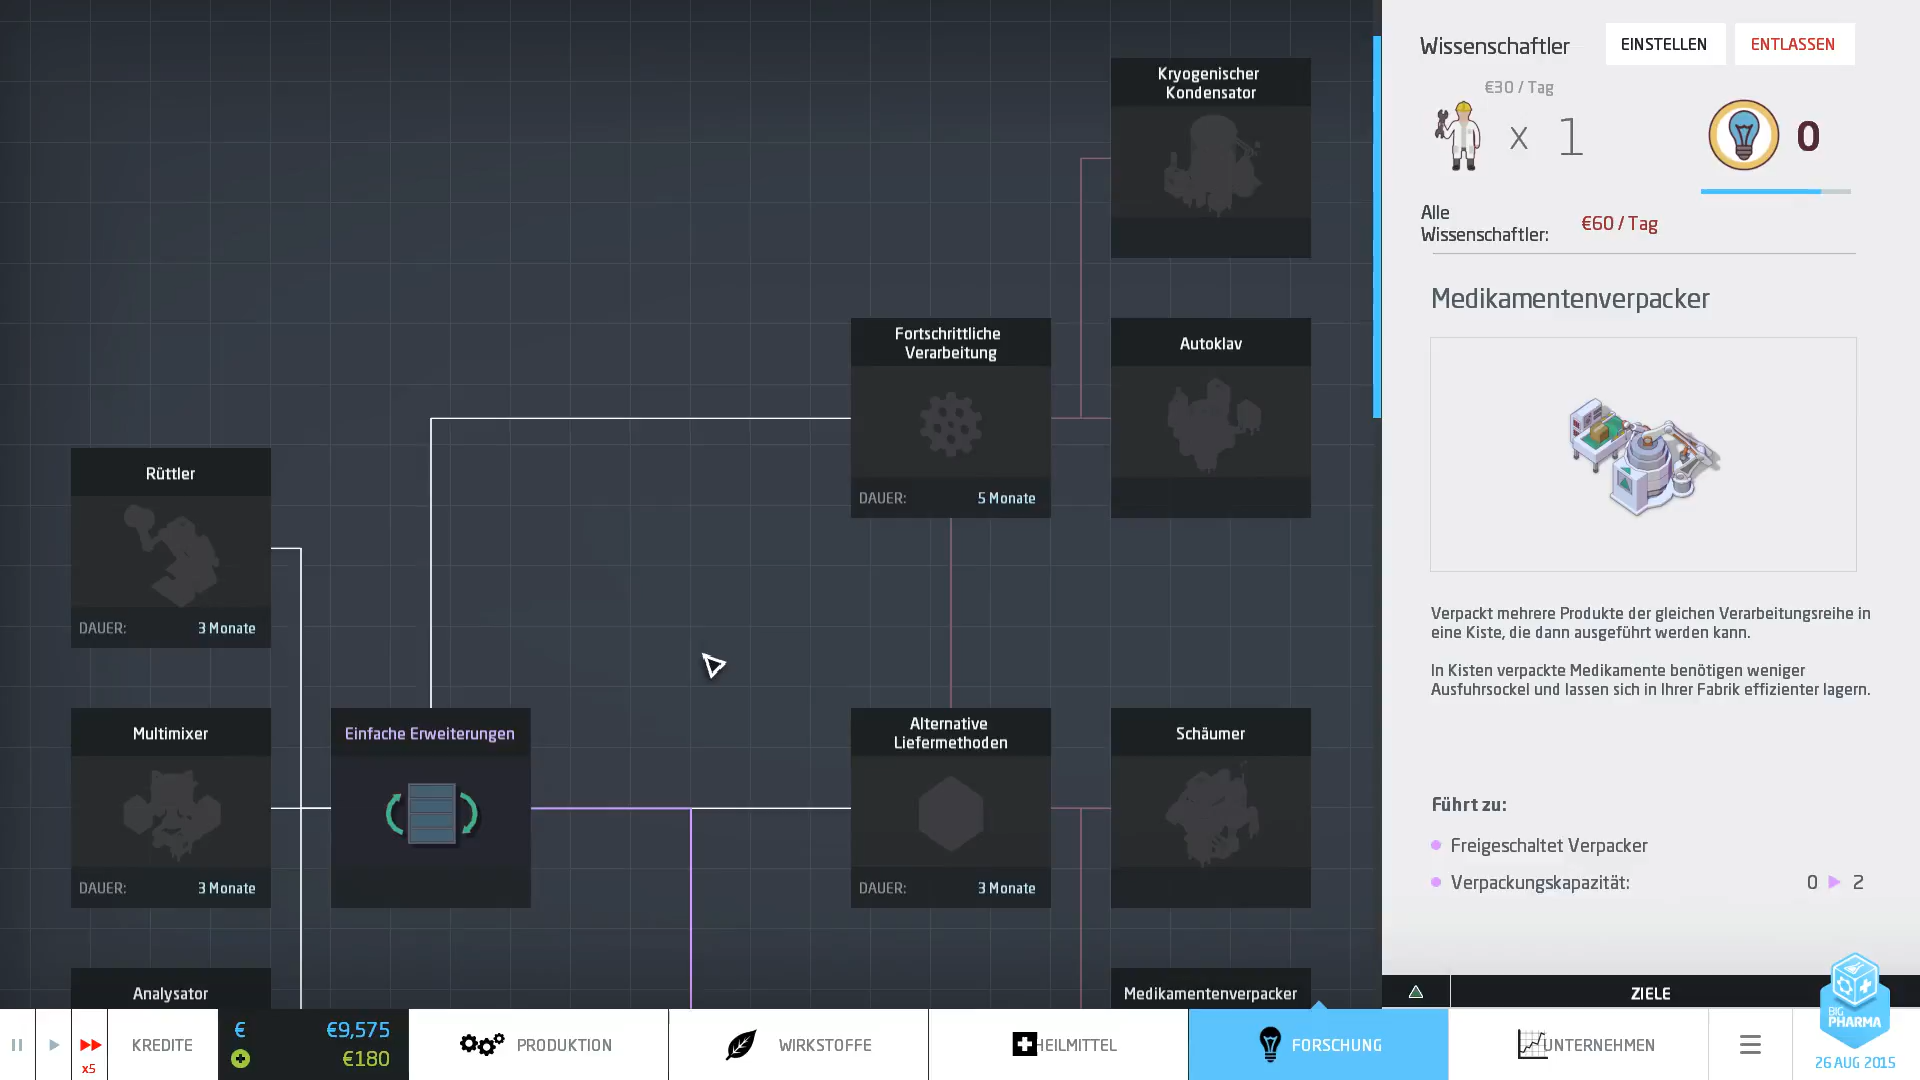 Kryogenischer
Kondensator
Fortschrittliche
Verarbeitung
DAUER: 5 Monate
Autoklav
Rüttler
DAUER: 3 Monate
Multimixer
DAUER: 3 Monate
Einfache Erweiterungen
Alternative
Liefermethoden
DAUER: 3 Monate
Schäumer
Analysator
Medikamentenverpacker
Wissenschaftler
EINSTELLEN
ENTLASSEN
€30 / Tag
x 1
0
Alle
Wissenschaftler:
€60 / Tag
Medikamentenverpacker
Verpackt mehrere Produkte der gleichen Verarbeitungsreihe in
eine Kiste, die dann ausgeführt werden kann.
In Kisten verpackte Medikamente benötigen weniger
Ausfuhrsockel und lassen sich in Ihrer Fabrik effizienter lagern.
Führt zu:
Freigeschaltet Verpacker
Verpackungskapazität: 0 2
ZIELE
BIG
PHARMA
x5
KREDITE
€ €9,575
€180
PRODUKTION
WIRKSTOFFE
HEILMITTEL
FORSCHUNG
UNTERNEHMEN
26 AUG 2015